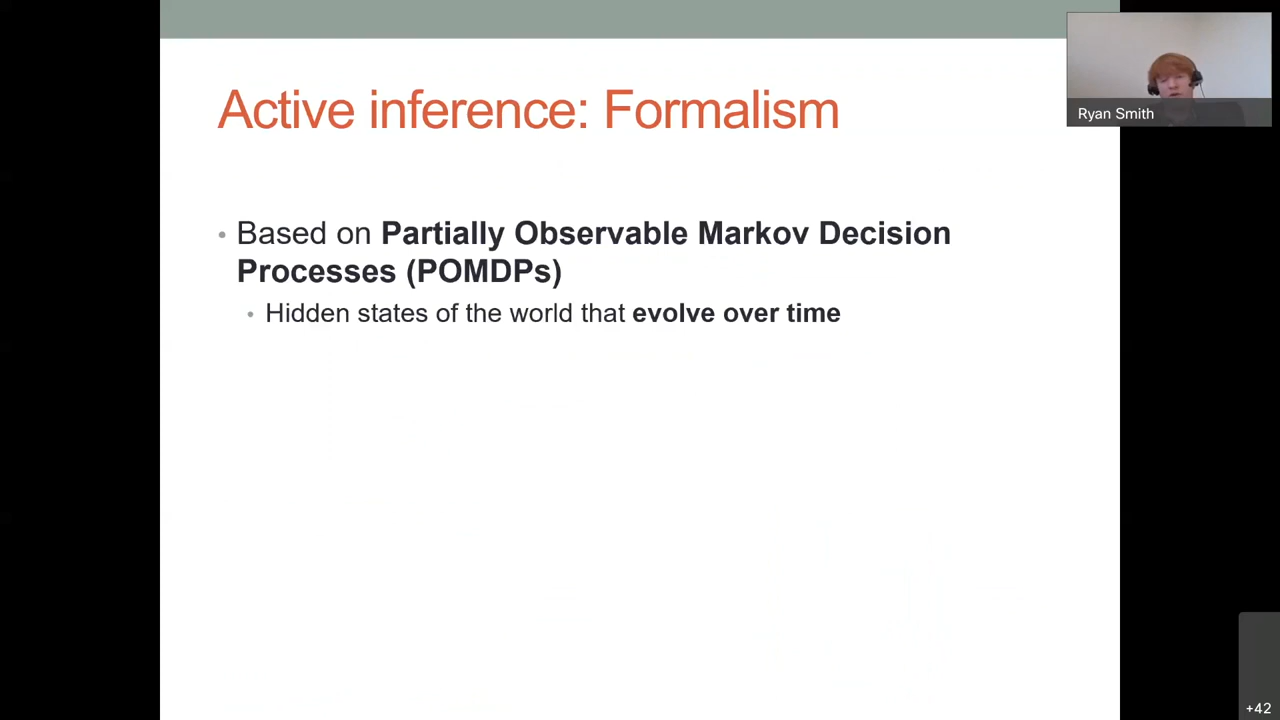 Active inference: Formalism
Ryan Smith
• Based on Partially Observable Markov Decision
Processes (POMDPs)
• Hidden states of the world that evolve over time
+42